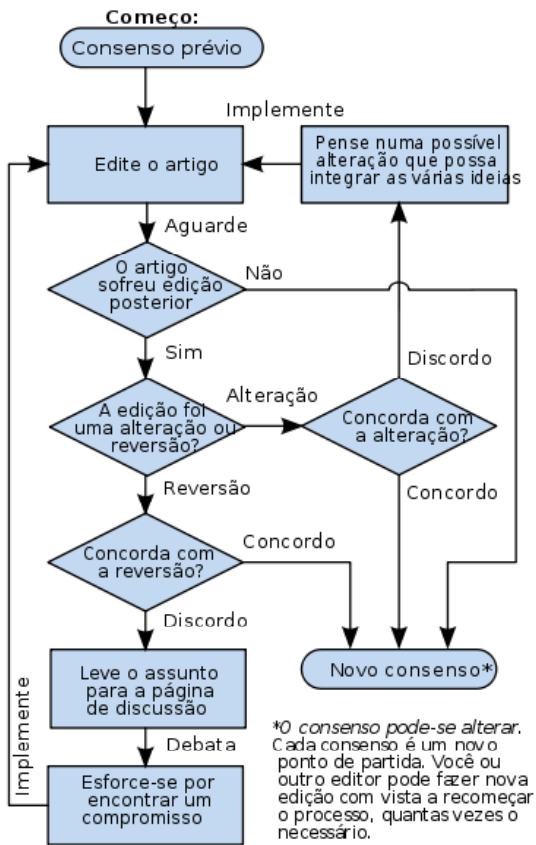 Começo:
Consenso prévio
Implemente
Edite o artigo
Pense numa possível
alteração que possa
integrar as várias ideias
Aguarde
O artigo
sofreu edição
posterior
Não
Sim
Discordo
A edição foi
uma alteração ou
reversão?
Alteração
Concorda com
a alteração?
Reversão
Concordo
Concorda com
a reversão?
Concordo
Discordo
Novo consenso*
Leve o assunto
para a página
de discussão
Implemente
Debata
Esforce-se por
encontrar um
compromisso
*O consenso pode-se alterar.
Cada consenso é um novo
ponto de partida. Você ou
outro editor pode fazer nova
edição com vista a recomeçar
o processo, quantas vezes o
necessário.